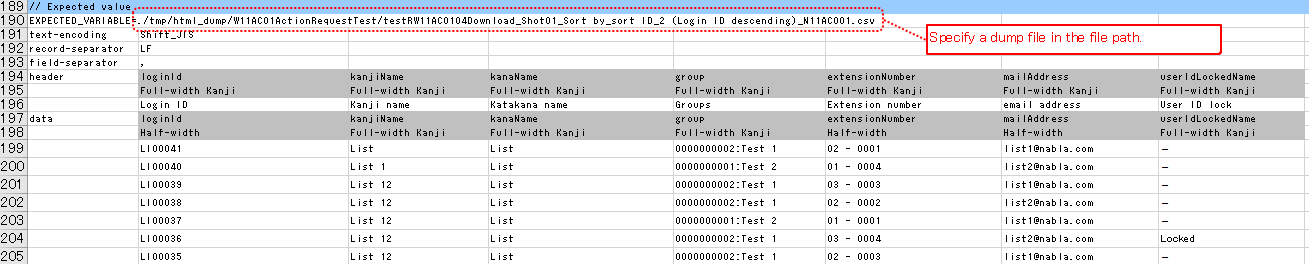 189 // Expected value
190 EXPECTED_VARIABLE=./tmp/html_dump/W11AC01ActionRequestTest/testRW11AC0104Download_Shot01_Sort by_sort ID_2 (Login ID descending)_N11AC001.csv
Specify a dump file in the file path.
191 text-encoding Shift_JIS
192 record-separator LF
193 field-separator ,
194 header loginId kanjiName kanaName group extensionNumber mailAddress userIdLockedName
195 Full-width Kanji Full-width Kanji Full-width Kanji Full-width Kanji Full-width Kanji Full-width Kanji Full-width Kanji
196 Login ID Kanji name Katakana name Groups Extension number email address User ID lock
197 data loginId kanjiName kanaName group extensionNumber mailAddress userIdLockedName
198 Half-width Full-width Kanji Full-width Kanji Full-width Kanji Half-width Half-width Full-width Kanji
199 LI00041 List List 0000000002:Test 1 02 - 0001 list1@nabla.com –
200 LI00040 List 1 List 0000000001:Test 2 01 - 0004 list2@nabla.com –
201 LI00039 List 12 List 0000000002:Test 1 03 - 0003 list1@nabla.com –
202 LI00038 List 12 List 0000000002:Test 1 02 - 0002 list2@nabla.com –
203 LI00037 List 12 List 0000000001:Test 2 01 - 0001 list1@nabla.com –
204 LI00036 List 12 List 0000000002:Test 1 03 - 0004 list2@nabla.com Locked
205 LI00035 List 12 List 0000000002:Test 1 02 - 0003 list1@nabla.com –